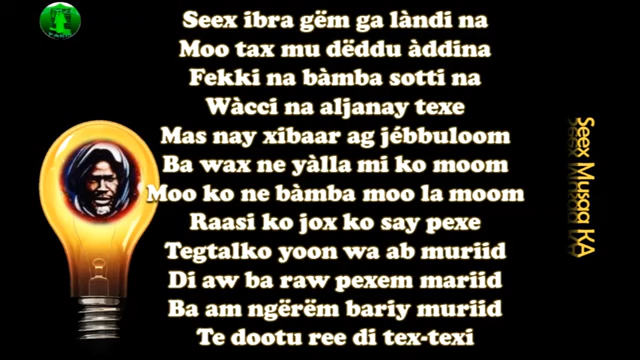 Seex ibra gëm ga làndi na
Moo tax mu dëddu àddina
Fekki na bàmba sotti na
Wàcci na aljanay texe
Mas nay xibaar ag jébbuloom
Ba wax ne yàlla mi ko moom
Moo ko ne bàmba moo la moom
Raasi ko jox ko say pexe
Tegtalko yoon wa ab muriid
Di aw ba raw pexem mariid
Ba am ngërëm bariy muriid
Te dootu ree di tex-texi
Seex Musaa KA